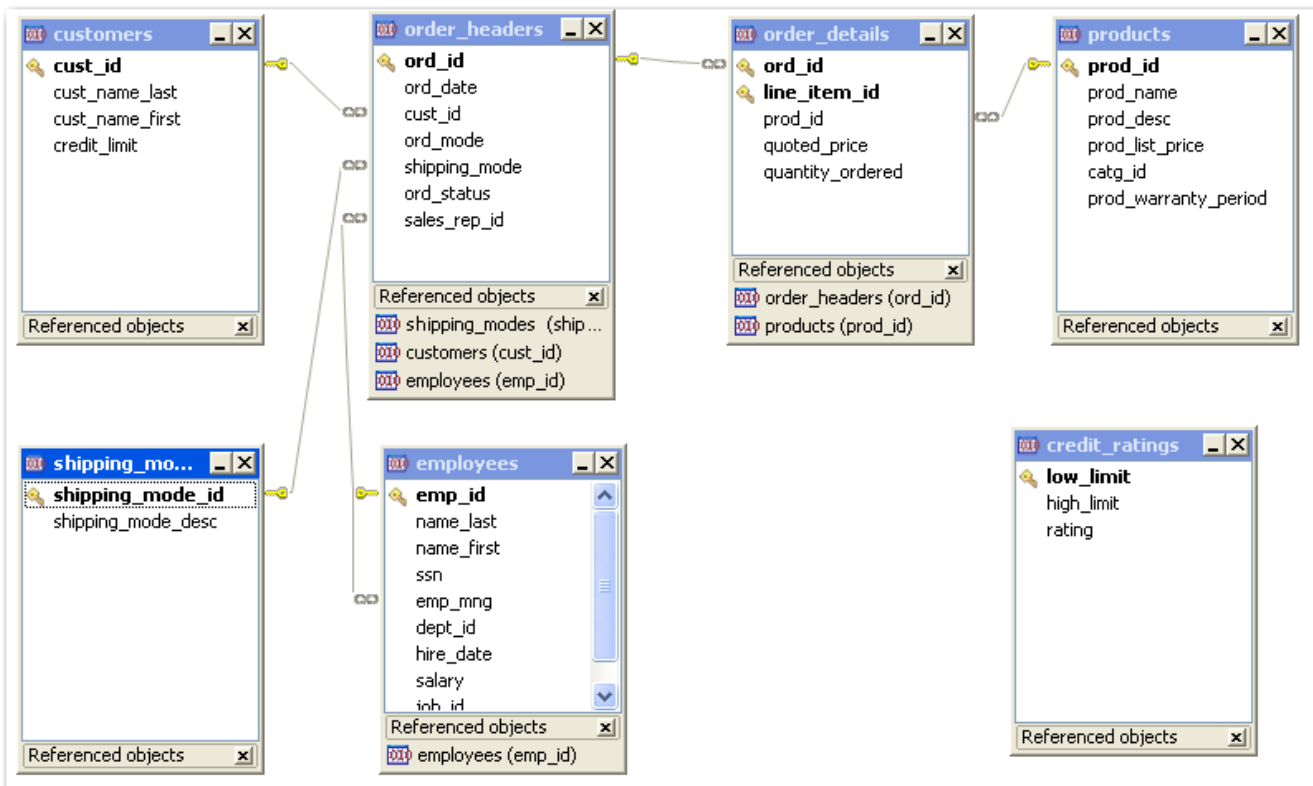 customers
cust_id
cust_name_last
cust_name_first
credit_limit
Referenced objects
order_headers
ord_id
ord_date
cust_id
ord_mode
shipping_mode
ord_status
sales_rep_id
Referenced objects
shipping_modes (ship...
customers (cust_id)
employees (emp_id)
order_details
ord_id
line_item_id
prod_id
quoted_price
quantity_ordered
Referenced objects
order_headers (ord_id)
products (prod_id)
products
prod_id
prod_name
prod_desc
prod_list_price
catg_id
prod_warranty_period
Referenced objects
shipping_mo...
shipping_mode_id
shipping_mode_desc
Referenced objects
employees
emp_id
name_last
name_first
ssn
emp_mng
dept_id
hire_date
salary
job_id
Referenced objects
employees (emp_id)
credit_ratings
low_limit
high_limit
rating
Referenced objects